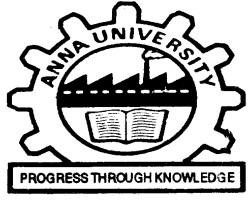 ANNA UNIVERSITY
PROGRESS THROUGH KNOWLEDGE